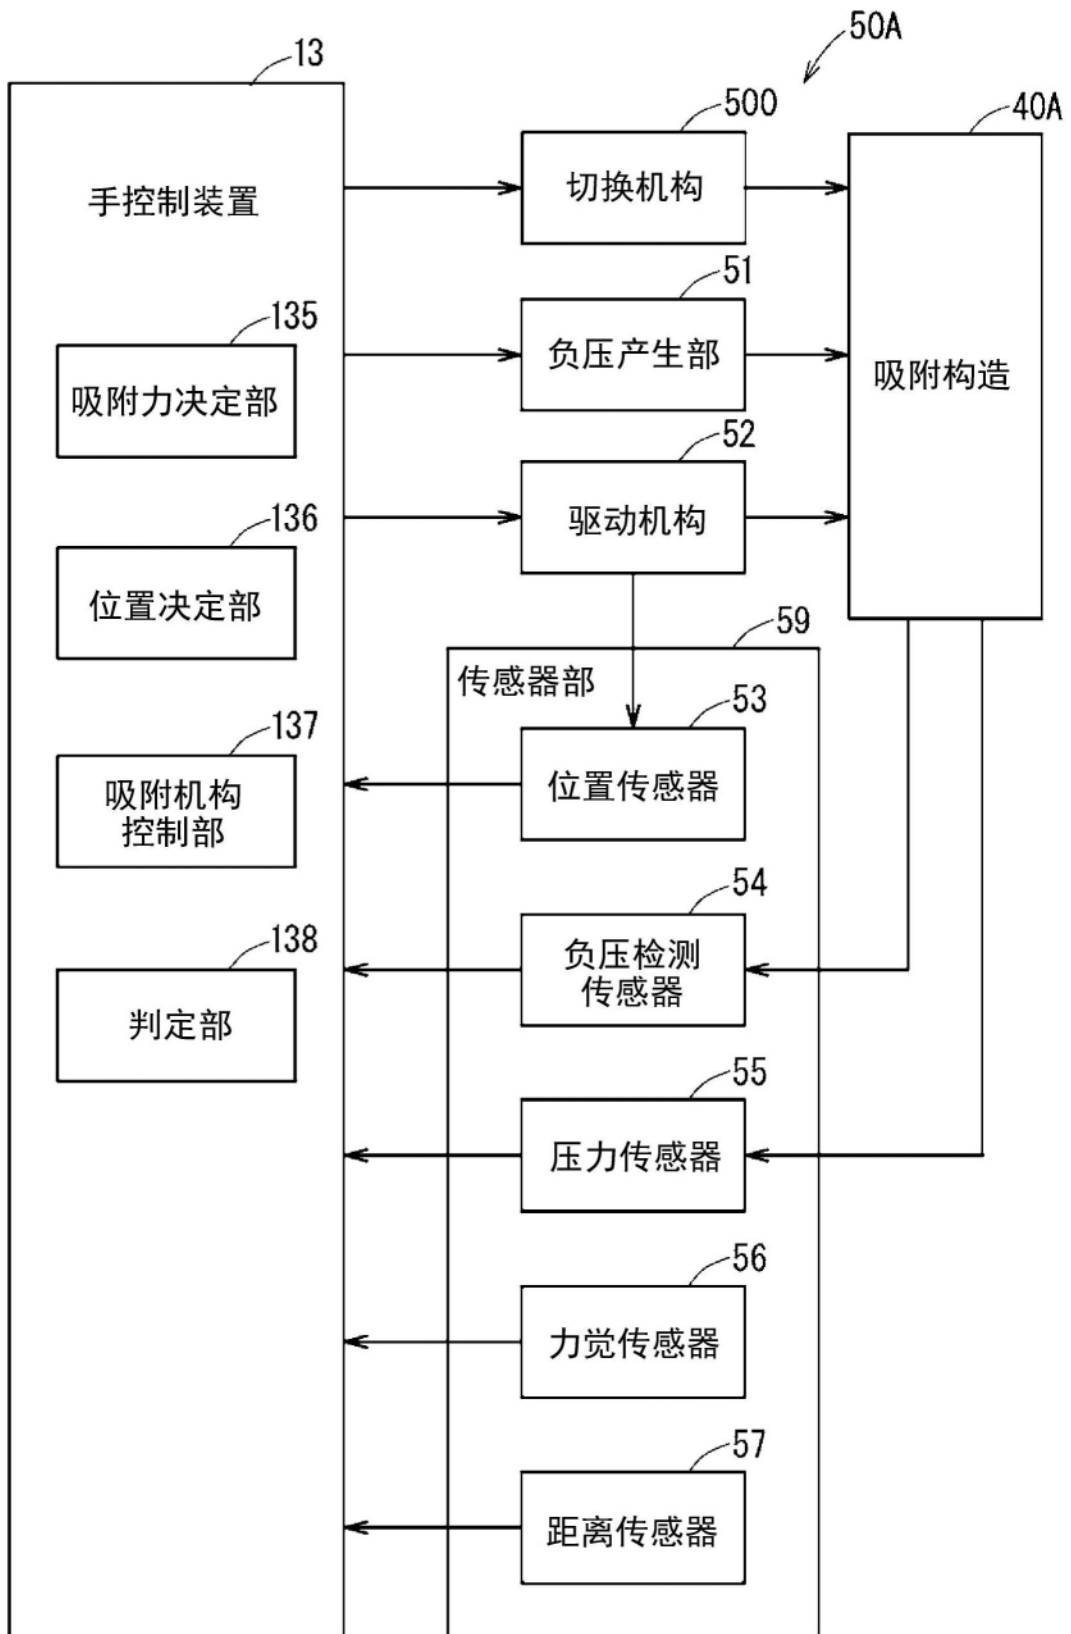 50A
13
500
40A
手控制装置
切换机构
51
135
负压产生部
吸附构造
吸附力决定部
52
136
驱动机构
位置决定部
59
传感器部
53
137
位置传感器
吸附机构
控制部
54
138
负压检测
传感器
判定部
55
压力传感器
56
力觉传感器
57
距离传感器